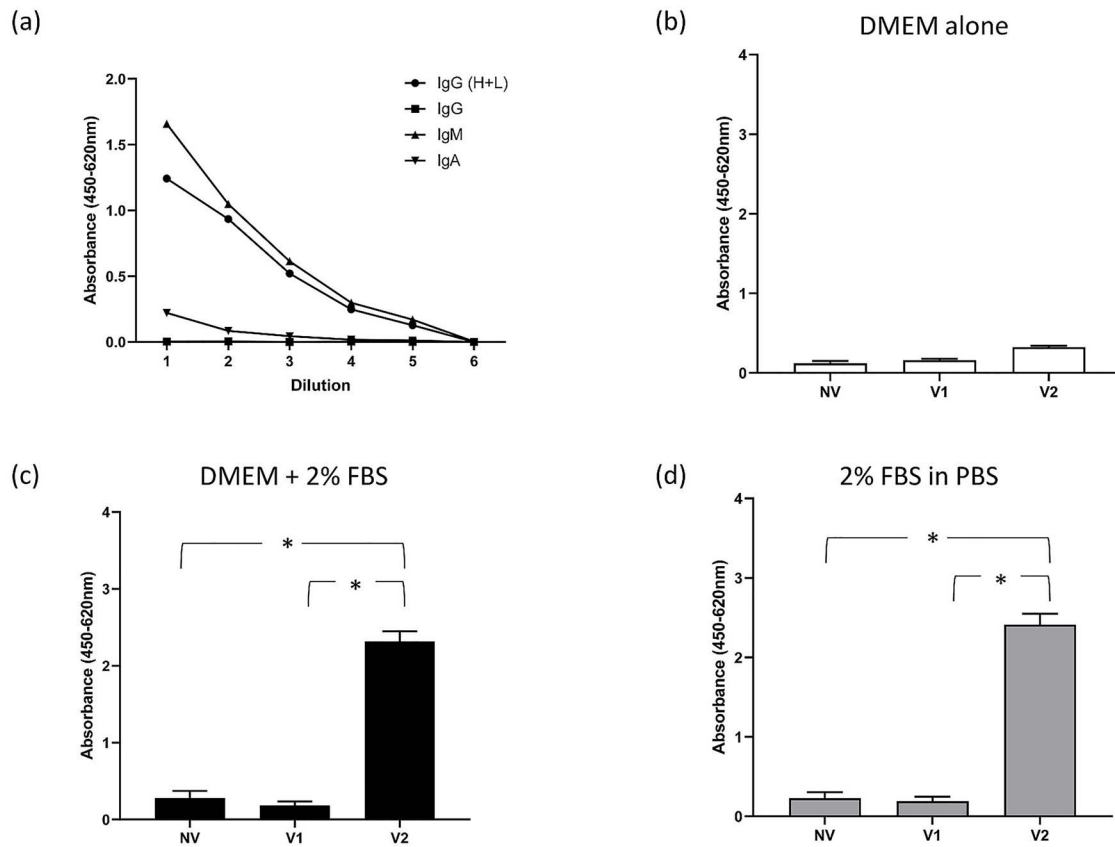 (a)
Absorbance (450-620nm)
2.0
1.5
1.0
0.5
0.0
1 2 3 4 5 6
Dilution
IgG (H+L)
IgG
IgM
IgA
(b)
DMEM alone
Absorbance (450-620nm)
4
3
2
1
0
NV V1 V2
(c)
DMEM + 2% FBS
Absorbance (450-620nm)
4
3
2
1
0
*
*
NV V1 V2
(d)
2% FBS in PBS
Absorbance (450-620nm)
4
3
2
1
0
*
*
NV V1 V2